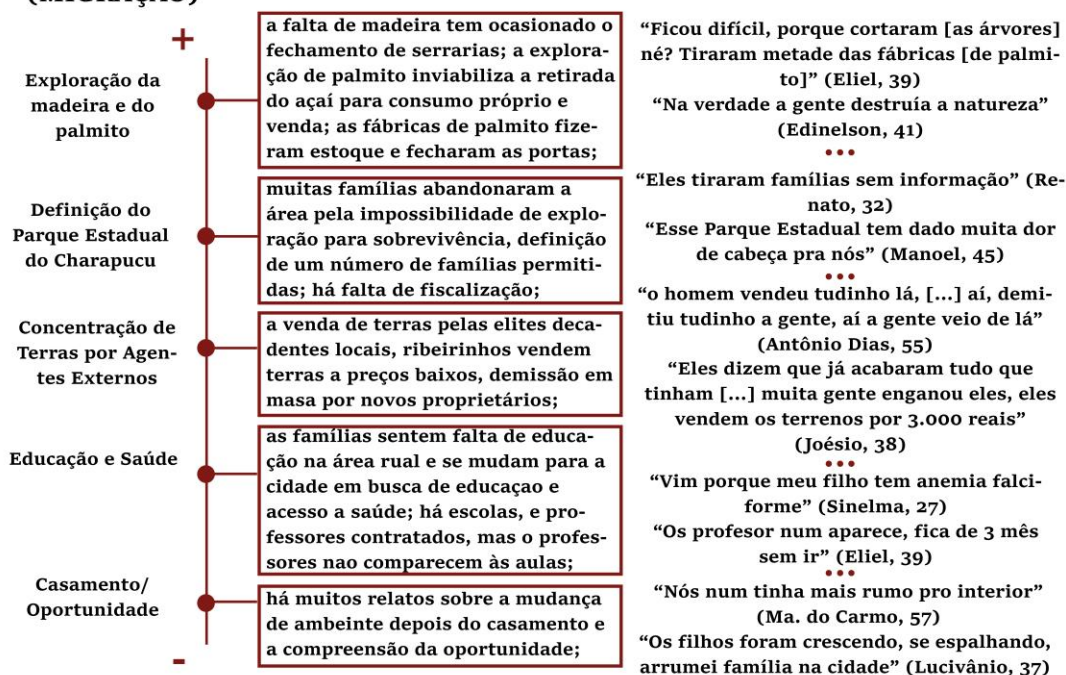 (MIGRAÇÃO)
+
Exploração da
madeira e do
palmito
a falta de madeira tem ocasionado o
fechamento de serrarias; a explora-
ção de palmito inviabiliza a retirada
do açaí para consumo próprio e
venda; as fábricas de palmito fize-
ram estoque e fecharam as portas;
“Ficou difícil, porque cortaram [as árvores]
né? Tiraram metade das fábricas [de palmi-
to]” (Eliel, 39)
“Na verdade a gente destruía a natureza”
(Edinelson, 41)
•••
Definição do
Parque Estadual
do Charapucu
muitas famílias abandonaram a
área pela impossibilidade de explo-
ração para sobrevivência, definição
de um número de famílias permiti-
das; há falta de fiscalização;
“Eles tiraram famílias sem informação” (Re-
nato, 32)
“Esse Parque Estadual tem dado muita dor
de cabeça pra nós” (Manoel, 45)
•••
Concentração de
Terras por Agen-
tes Externos
a venda de terras pelas elites deca-
dentes locais, ribeirinhos vendem
terras a preços baixos, demissão em
masa por novos proprietários;
“o homem vendeu tudinho lá, [...] aí, demi-
tiu tudinho a gente, aí a gente veio de lá”
(Antônio Dias, 55)
“Eles dizem que já acabaram tudo que
tinham [...] muita gente enganou eles, eles
vendem os terrenos por 3.000 reais”
(Joésio, 38)
•••
Educação e Saúde
as famílias sentem falta de educa-
ção na área rual e se mudam para a
cidade em busca de educaçao e
acesso a saúde; há escolas, e pro-
fessores contratados, mas o profes-
sores nao comparecem às aulas;
“Vim porque meu filho tem anemia falci-
forme” (Sinelma, 27)
“Os profesor num aparece, fica de 3 mês
sem ir” (Eliel, 39)
•••
Casamento/
Oportunidade
há muitos relatos sobre a mudança
de ambeinte depois do casamento e
a compreensão da oportunidade;
“Nós num tinha mais rumo pro interior”
(Ma. do Carmo, 57)
“Os filhos foram crescendo, se espalhando,
arrumei família na cidade” (Lucivânio, 37)
-